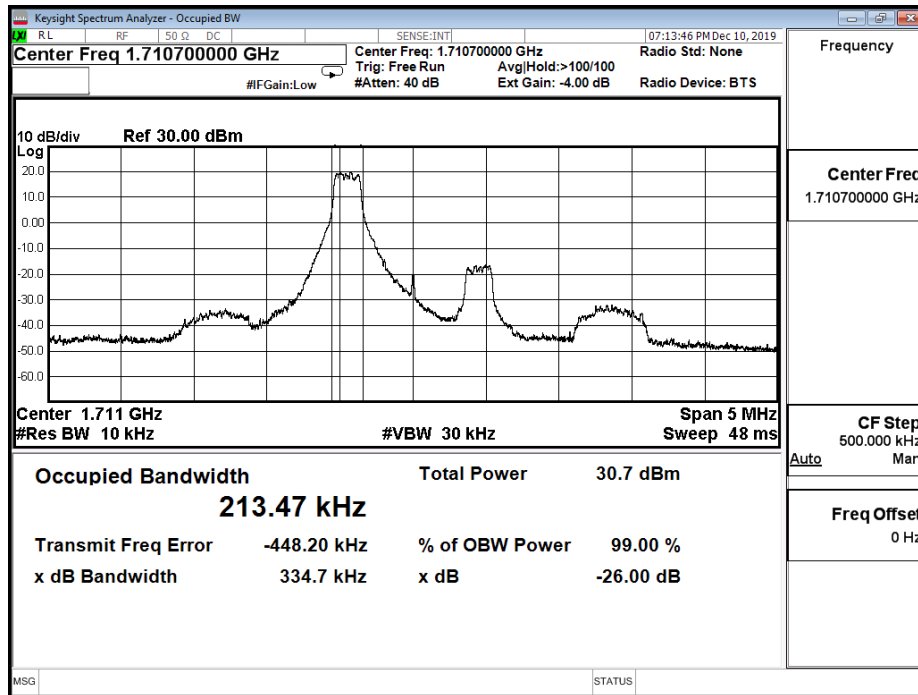 Keysight Spectrum Analyzer - Occupied BW
LXI RL RF 50 Ω DC SENSE:INT 07:13:46 PM Dec 10, 2019
Center Freq 1.710700000 GHz
Center Freq: 1.710700000 GHz Radio Std: None
Trig: Free Run Avg|Hold:>100/100
#IFGain:Low #Atten: 40 dB Ext Gain: -4.00 dB Radio Device: BTS
10 dB/div Ref 30.00 dBm
Log
20.0
10.0
0.00
-10.0
-20.0
-30.0
-40.0
-50.0
-60.0
Center 1.711 GHz Span 5 MHz
#Res BW 10 kHz #VBW 30 kHz Sweep 48 ms
Occupied Bandwidth Total Power 30.7 dBm
213.47 kHz
Transmit Freq Error -448.20 kHz % of OBW Power 99.00 %
x dB Bandwidth 334.7 kHz x dB -26.00 dB
MSG STATUS
Frequency
Center Freq
1.710700000 GHz
CF Step
500.000 kHz
Auto Man
Freq Offset
0 Hz